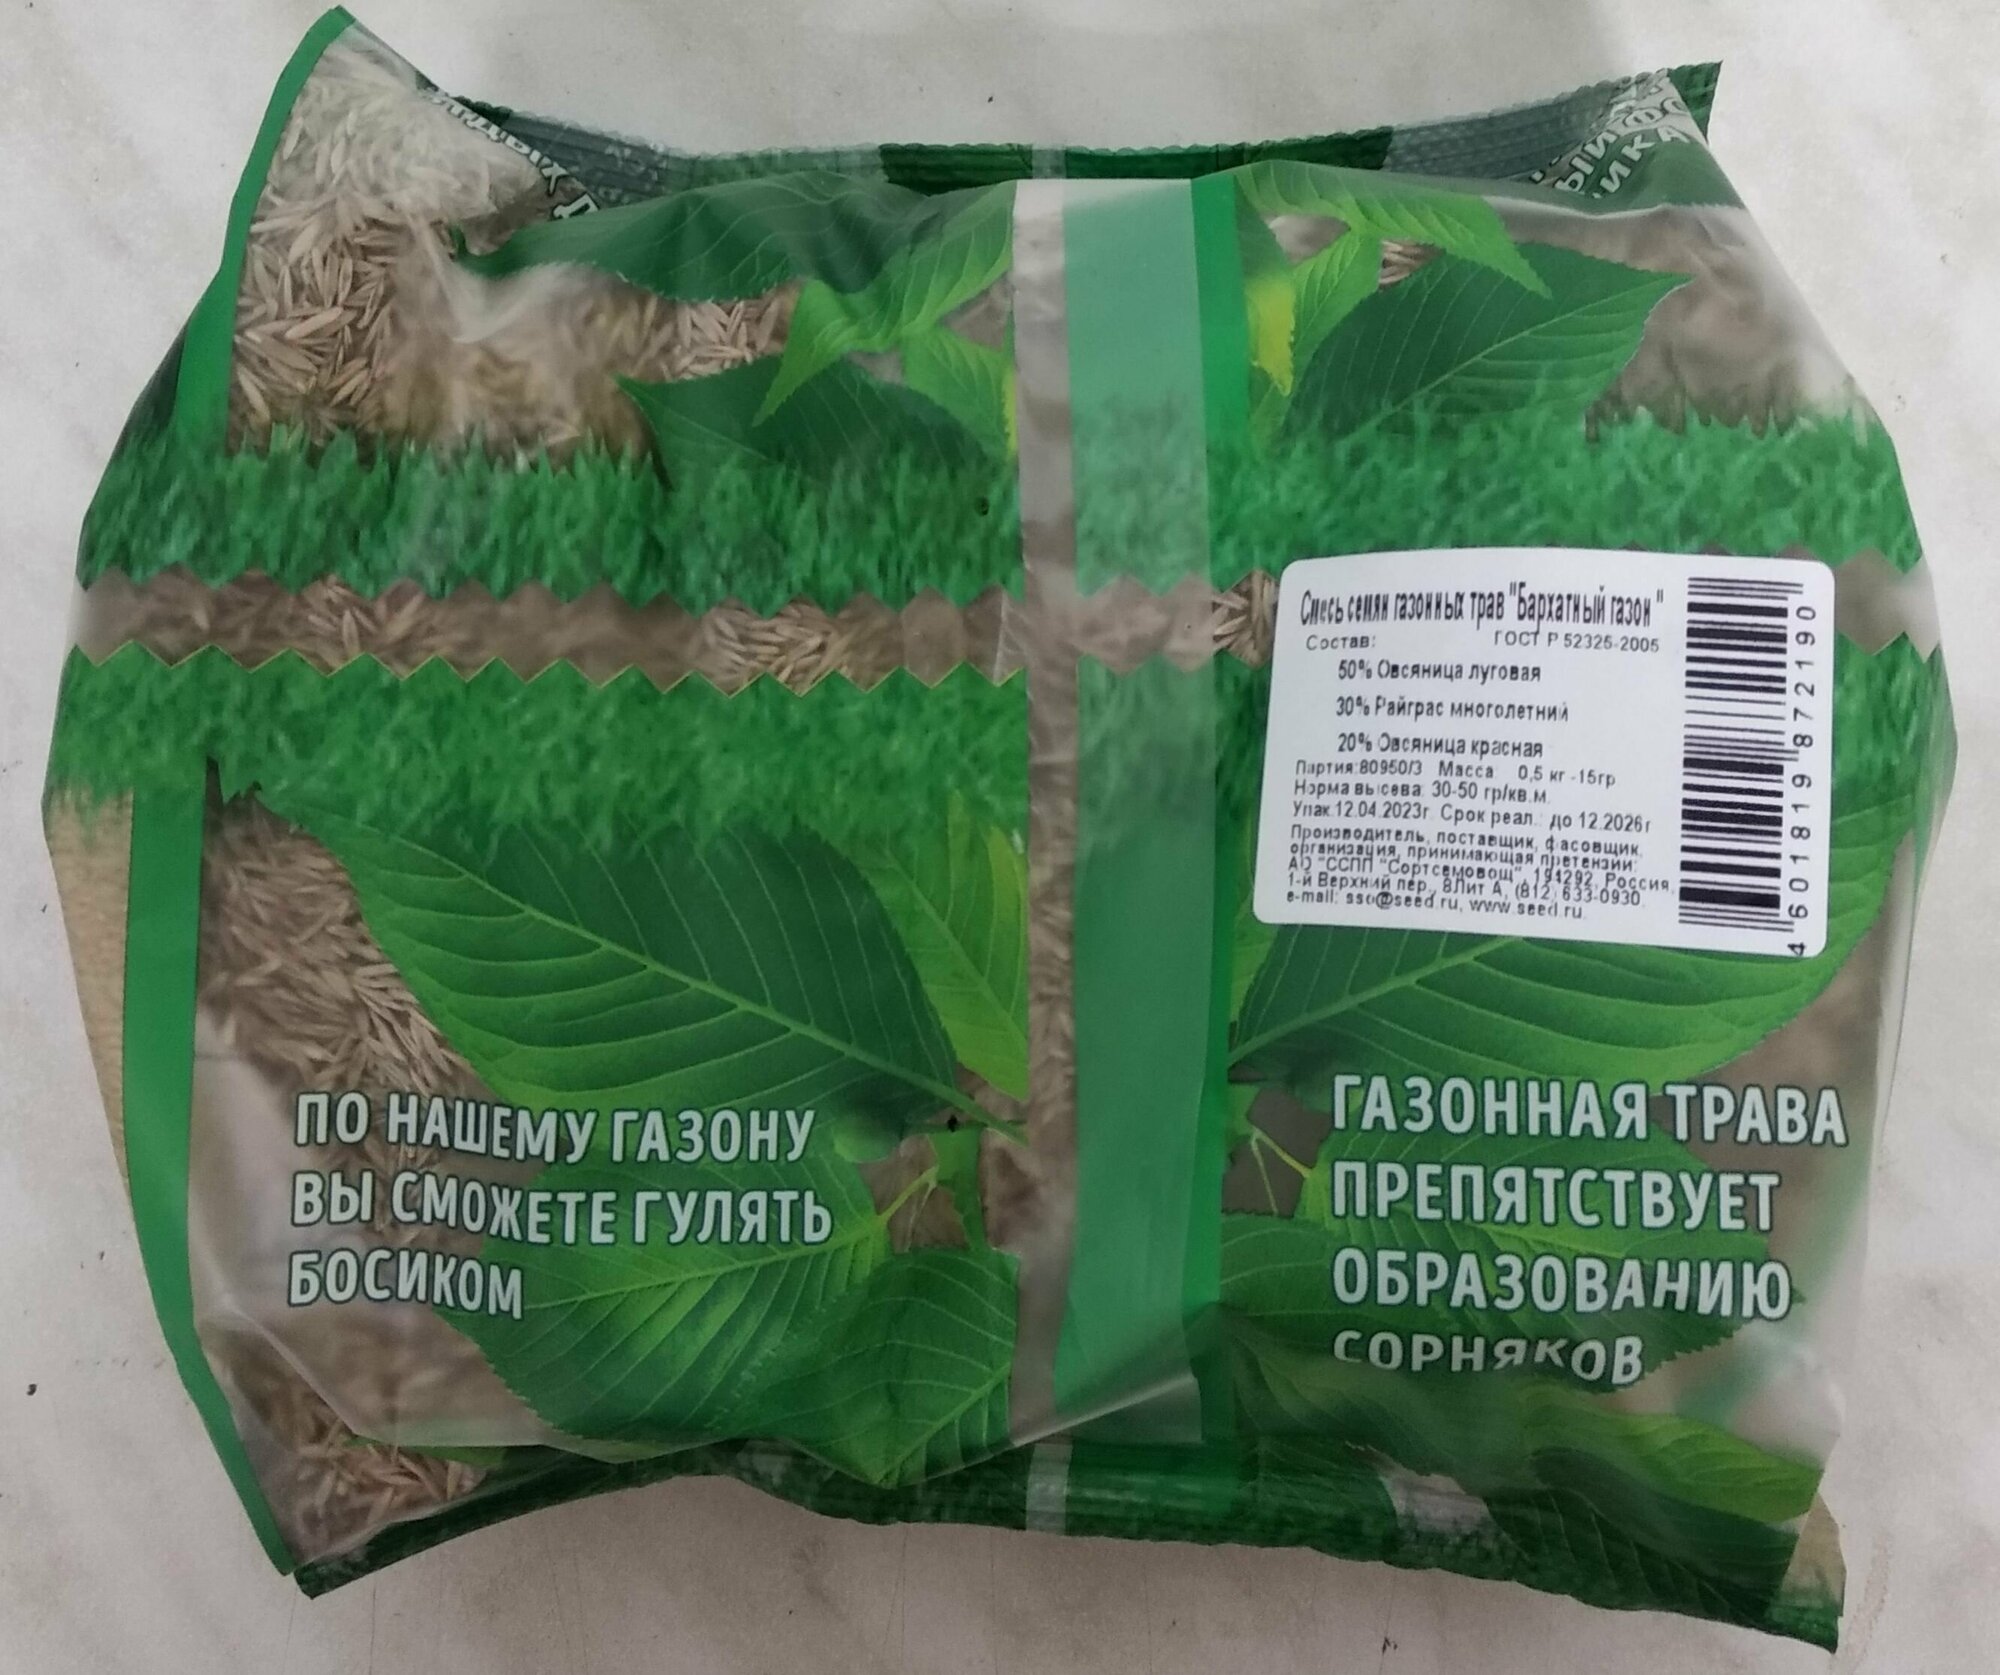 Смесь семян газонных трав "Бархатный газон"
Состав: ГОСТ Р 52325-2005
50% Овсяница луговая
30% Райграс многолетний
20% Овсяница красная
Партия:80950/3 Масса 0,5 кг -15гр
Норма высева: 30-50 гр/кв.м.
Упак.12.04.2023г. Срок реал.: до 12.2026г
Производитель, поставщик, фасовщик,
организация, принимающая претензии:
АО "ССПП "Сортсемовощ", 194292, Россия,
1-й Верхний пер., 8Лит А, (812) 633-0930,
e-mail: sso@seed.ru, www.seed.ru.
4 601819 872190
ПО НАШЕМУ ГАЗОНУ
ВЫ СМОЖЕТЕ ГУЛЯТЬ
БОСИКОМ
ГАЗОННАЯ ТРАВА
ПРЕПЯТСТВУЕТ
ОБРАЗОВАНИЮ
СОРНЯКОВ